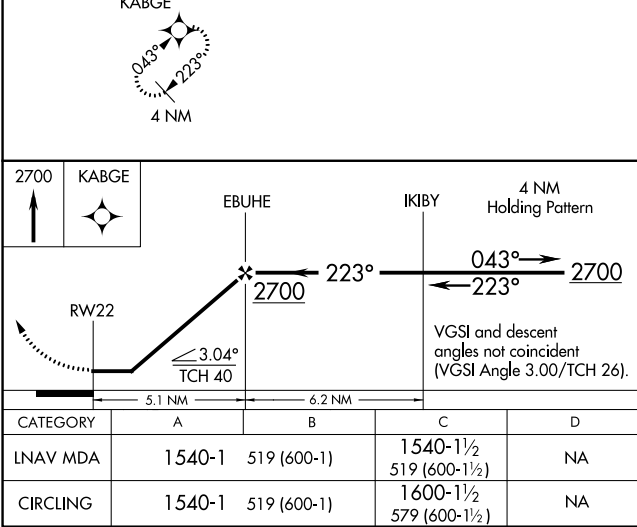 KABGE
043°
223°
4 NM
2700 KABGE
EBUHE IKIBY
4 NM
Holding Pattern
223°
2700
043°
223°
2700
RW22
3.04°
TCH 40
VGSI and descent
angles not coincident
(VGSI Angle 3.00/TCH 26).
5.1 NM 6.2 NM
CATEGORY A B C D
LNAV MDA 1540-1 519 (600-1) 1540-1½ 519 (600-1½) NA
CIRCLING 1540-1 519 (600-1) 1600-1½ 579 (600-1½) NA